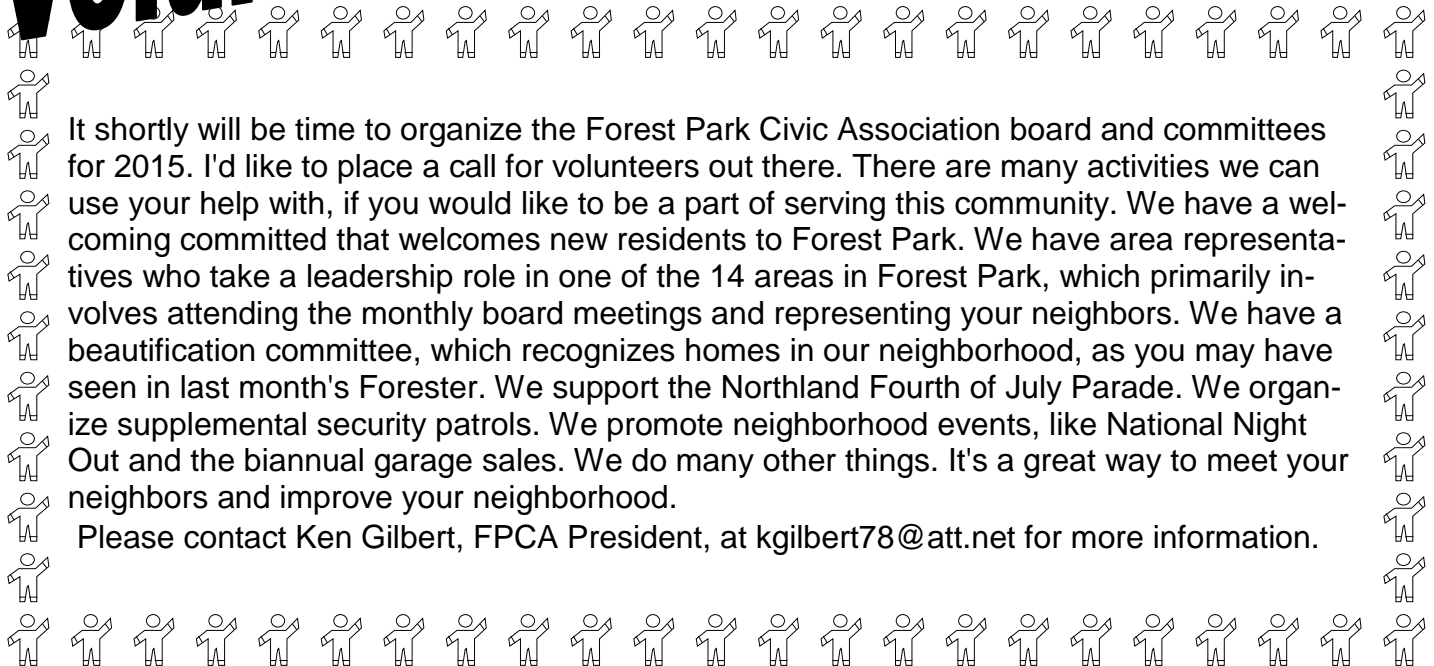 It shortly will be time to organize the Forest Park Civic Association board and committees
for 2015. I'd like to place a call for volunteers out there. There are many activities we can
use your help with, if you would like to be a part of serving this community. We have a wel-
coming committed that welcomes new residents to Forest Park. We have area representa-
tives who take a leadership role in one of the 14 areas in Forest Park, which primarily in-
volves attending the monthly board meetings and representing your neighbors. We have a
beautification committee, which recognizes homes in our neighborhood, as you may have
seen in last month's Forester. We support the Northland Fourth of July Parade. We organ-
ize supplemental security patrols. We promote neighborhood events, like National Night
Out and the biannual garage sales. We do many other things. It's a great way to meet your
neighbors and improve your neighborhood.
Please contact Ken Gilbert, FPCA President, at kgilbert78@att.net for more information.